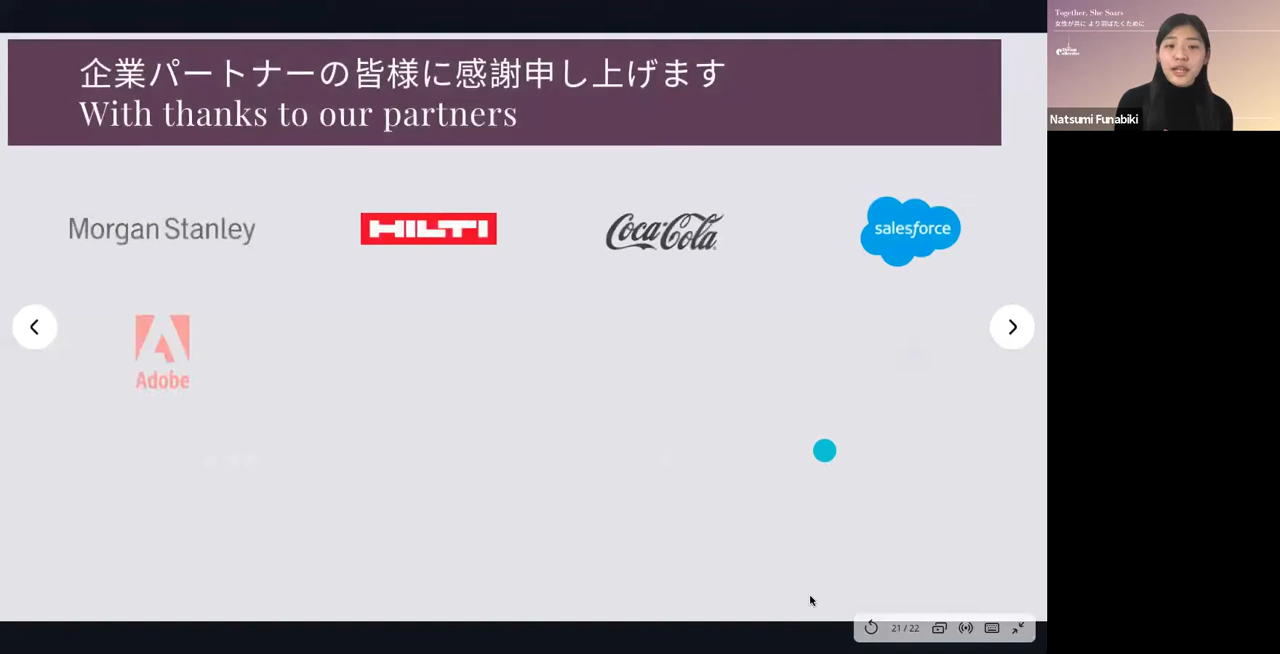 企業パートナーの皆様に感謝申し上げます
With thanks to our partners
Morgan Stanley
HILTI
Coca-Cola
salesforce
Adobe
21 / 22
Together, She Soars
女性が共に より羽ばたくために
Natsumi Funabiki